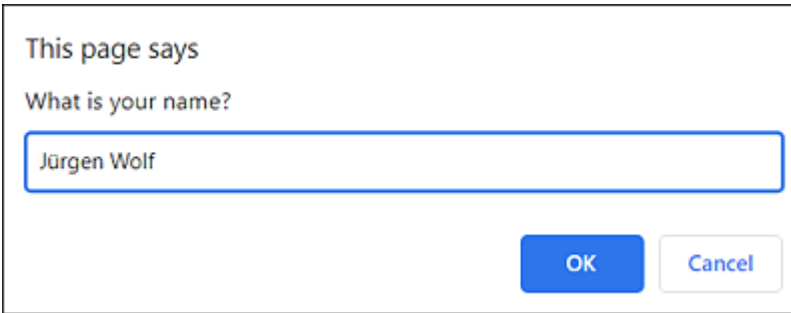 This page says
What is your name?
Jürgen Wolf
OK Cancel